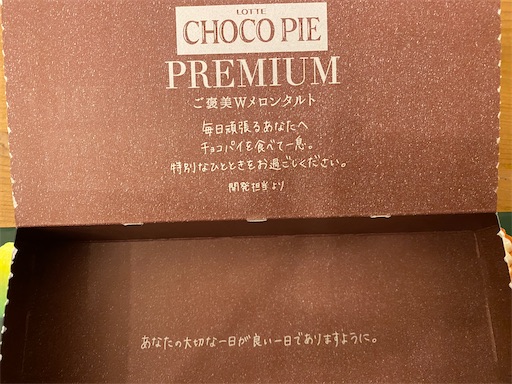 LOTTE
CHOCO PIE
PREMIUM
ご褒美Wメロンタルト
毎日頑張るあなたへ
チョコパイを食べて一息。
特別なひとときをお過ごしください。
開発担当より
あなたの大切な一日が良い一日でありますように。